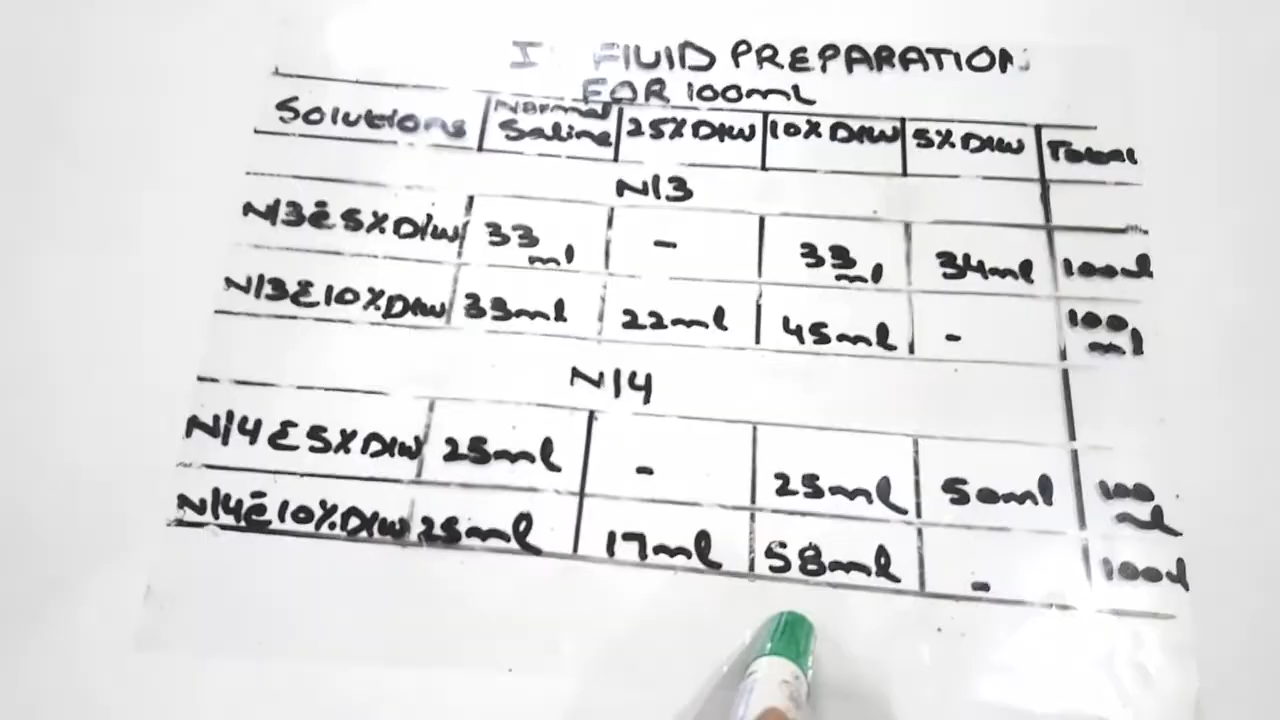 I FLUID PREPARATION
FOR 100ml
Solutions Normal Saline 25% D/W 10% D/W 5% D/W Total
N/3
N/3 c̄ 5% D/W 33 ml - 33 ml 34ml 100ml
N/3 c̄ 10% D/W 33ml 22ml 45ml - 100 ml
N/4
N/4 c̄ 5% D/W 25ml - 25ml 50ml 100 ml
N/4 c̄ 10% D/W 25ml 17ml 58ml - 100ml